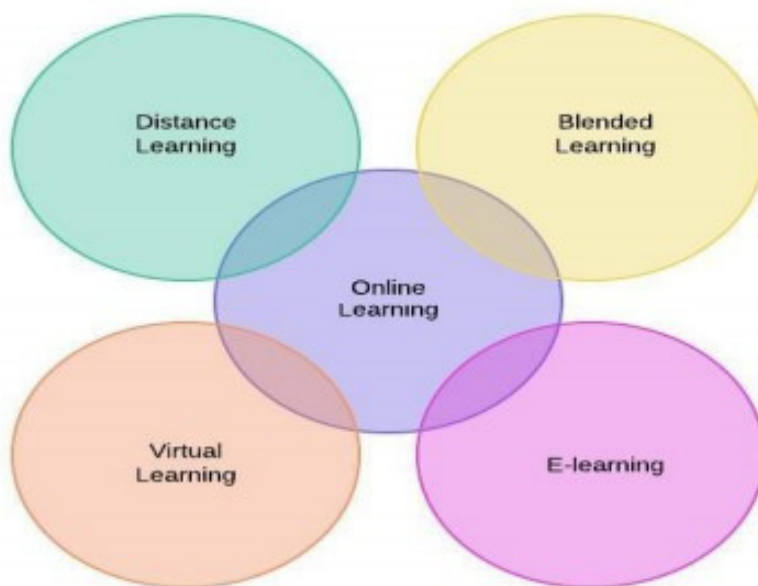 Distance
Learning
Blended
Learning
Online
Learning
Virtual
Learning
E-learning